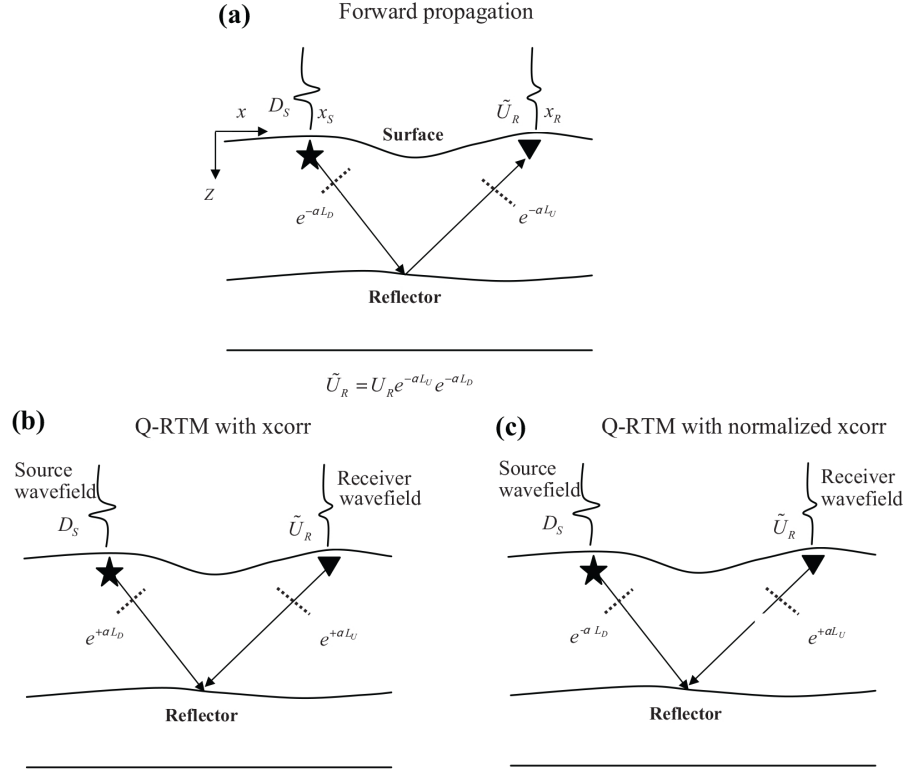 (a) Forward propagation
D_S x_S Ũ_R x_R
x
Surface
Z
e^{-αL_D} e^{-αL_U}
Reflector
Ũ_R = U_R e^{-αL_U} e^{-αL_D}
(b) Q-RTM with xcorr
Source
wavefield
Receiver
wavefield
D_S Ũ_R
e^{+αL_D} e^{+αL_U}
Reflector
(c) Q-RTM with normalized xcorr
Source
wavefield
Receiver
wavefield
D_S Ũ_R
e^{-α L_D} e^{+αL_U}
Reflector